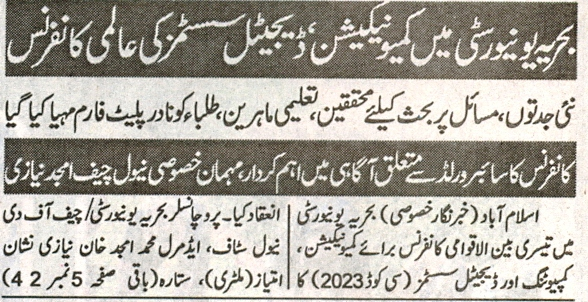 بحریہ یونیورسٹی میں کمیونیکیشن، ڈیجیٹل سسٹمز کی عالمی کانفرنس
نئی جدتوں، مسائل پر بحث کیلئے محققین، تعلیمی ماہرین، طلباء کو نادر پلیٹ فارم مہیا کیا گیا
کانفرنس کا سائبر ورلڈ سے متعلق آگاہی میں اہم کردار، مہمان خصوصی نیول چیف امجد نیازی
اسلام آباد (خبرنگار خصوصی) بحریہ یونیورسٹی
میں تیسری بین الاقوامی کانفرنس برائے کمیونیکیشن،
کمپیوٹنگ اور ڈیجیٹل سسٹمز (سی کوڈ 2023) کا
انعقاد کیا۔ پرو چانسلر بحریہ یونیورسٹی/ چیف آف دی
نیول سٹاف، ایڈمرل محمد امجد خان نیازی نشان
امتیاز (ملٹری)، ستارہ (باقی صفحہ 5 نمبر 42)